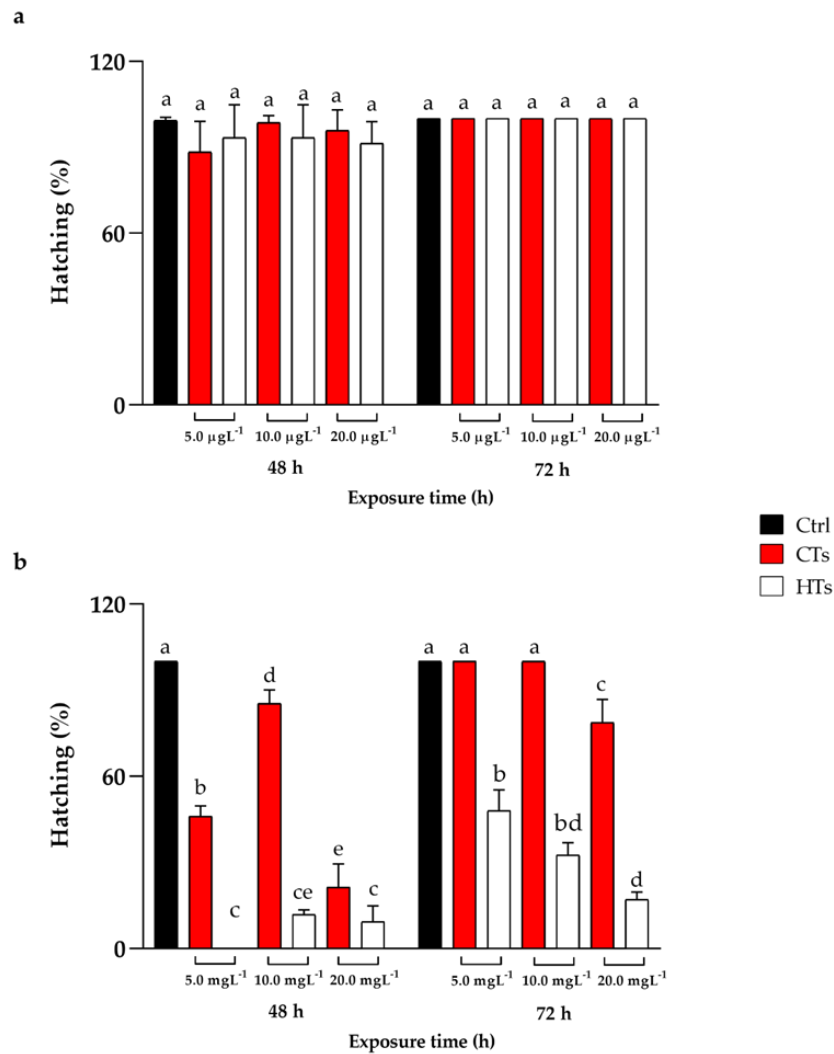 a
120
60
0
Hatching (%)
a a a a a a a a a a a a a a
5.0 µgL⁻¹ 10.0 µgL⁻¹ 20.0 µgL⁻¹ 5.0 µgL⁻¹ 10.0 µgL⁻¹ 20.0 µgL⁻¹
48 h 72 h
Exposure time (h)
Ctrl
CTs
HTs
b
120
60
0
Hatching (%)
a b c d ce e c a a b a bd c d
5.0 mgL⁻¹ 10.0 mgL⁻¹ 20.0 mgL⁻¹ 5.0 mgL⁻¹ 10.0 mgL⁻¹ 20.0 mgL⁻¹
48 h 72 h
Exposure time (h)